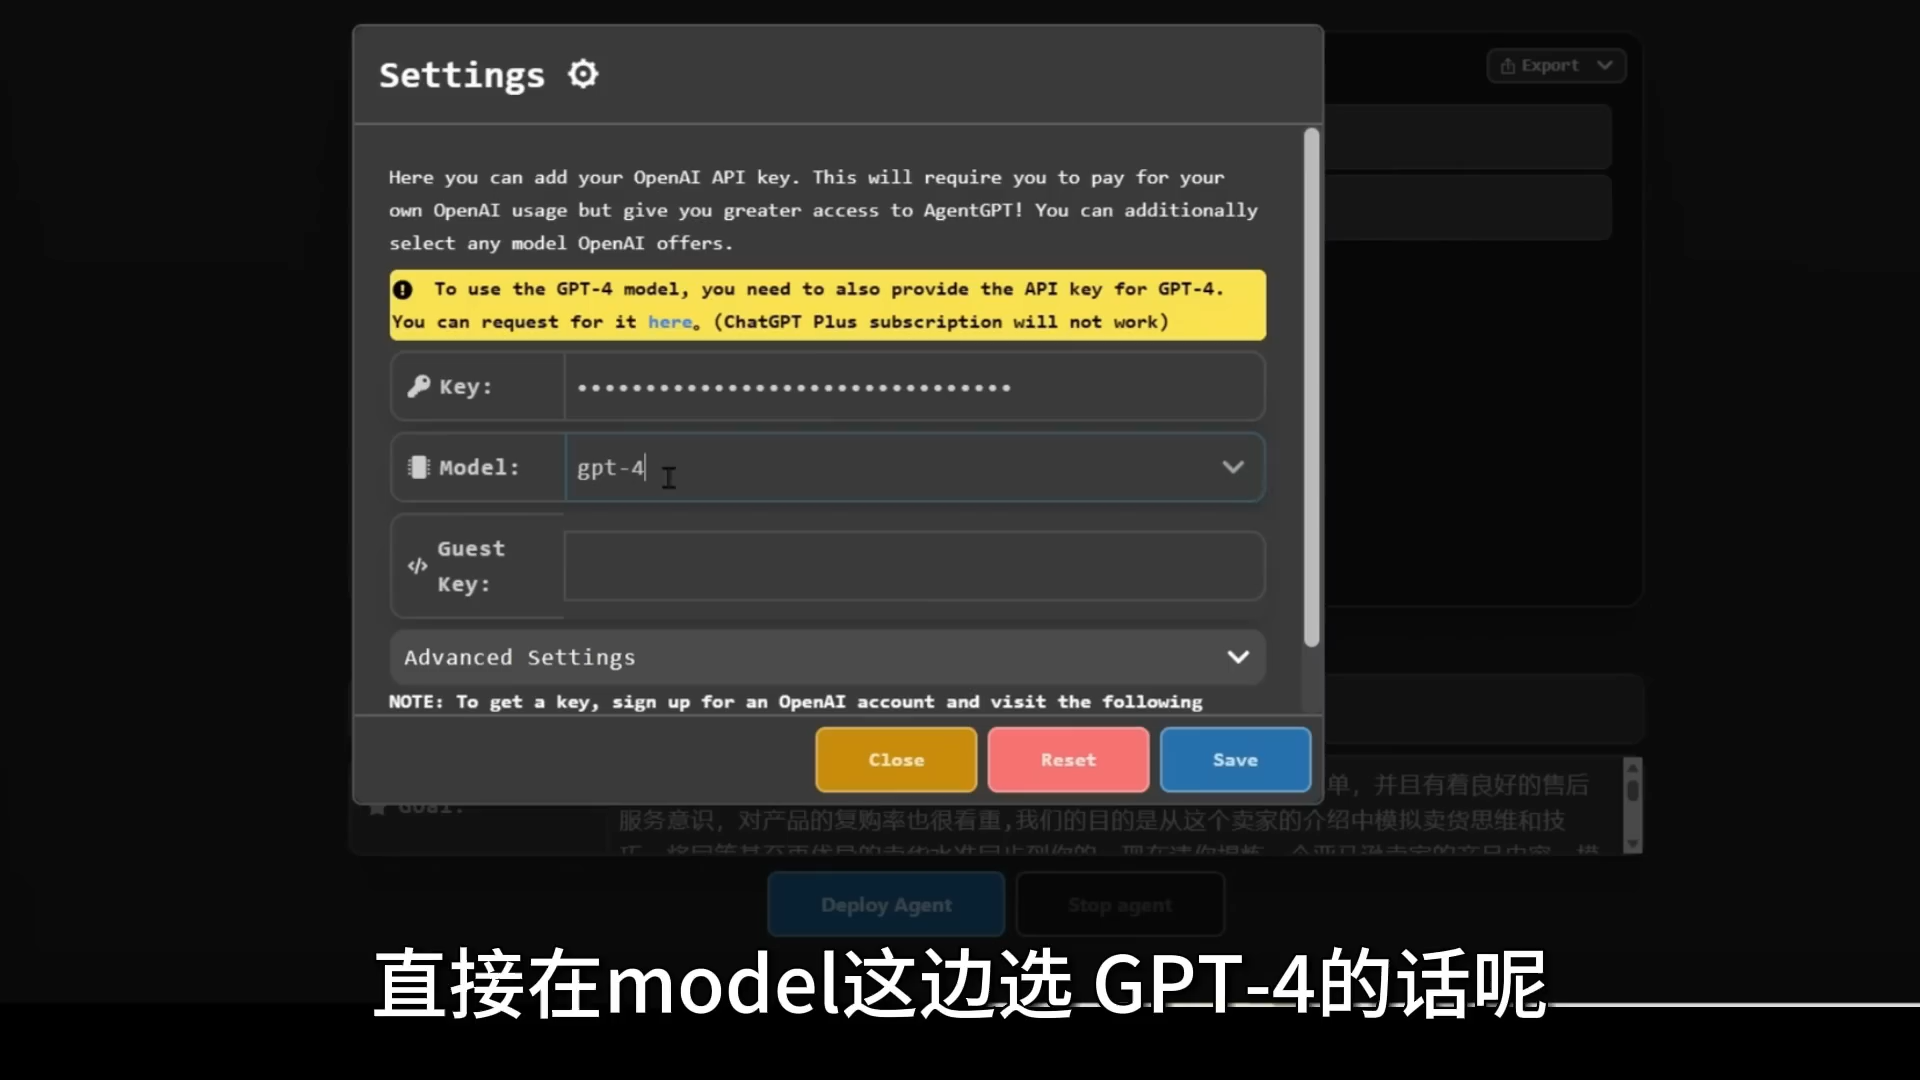 Settings
Export
Here you can add your OpenAI API key. This will require you to pay for your
own OpenAI usage but give you greater access to AgentGPT! You can additionally
select any model OpenAI offers.
To use the GPT-4 model, you need to also provide the API key for GPT-4.
You can request for it here。(ChatGPT Plus subscription will not work)
Key: ••••••••••••••••••••••••••••••••
Model: gpt-4
Guest
Key:
Advanced Settings
NOTE: To get a key, sign up for an OpenAI account and visit the following
Close Reset Save
单，并且有着良好的售后
Goal:
服务意识，对产品的复购率也很看重,我们的目的是从这个卖家的介绍中模拟卖货思维和技
Deploy Agent Stop agent
直接在model这边选 GPT-4的话呢